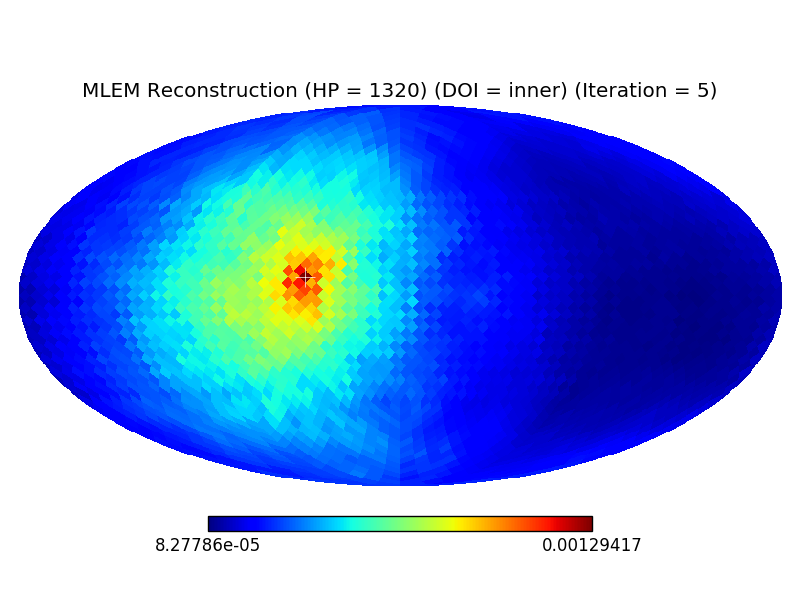 MLEM Reconstruction (HP = 1320) (DOI = inner) (Iteration = 5)
8.27786e-05 0.00129417